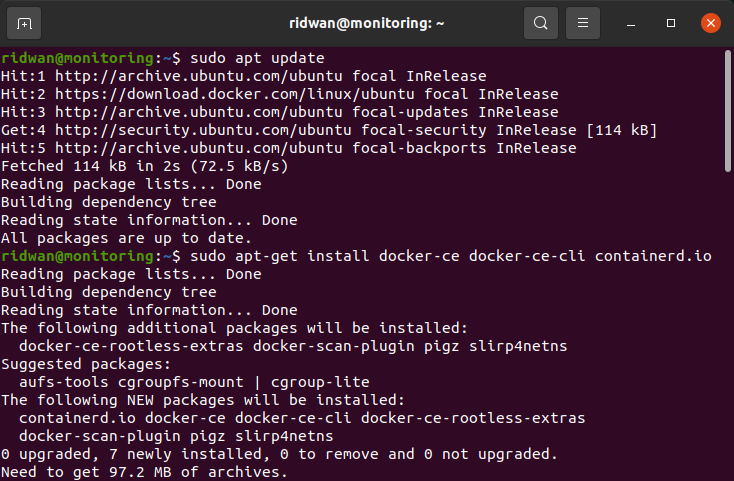 ridwan@monitoring: ~
ridwan@monitoring:~$ sudo apt update
Hit:1 http://archive.ubuntu.com/ubuntu focal InRelease
Hit:2 https://download.docker.com/linux/ubuntu focal InRelease
Hit:3 http://archive.ubuntu.com/ubuntu focal-updates InRelease
Get:4 http://security.ubuntu.com/ubuntu focal-security InRelease [114 kB]
Hit:5 http://archive.ubuntu.com/ubuntu focal-backports InRelease
Fetched 114 kB in 2s (72.5 kB/s)
Reading package lists... Done
Building dependency tree
Reading state information... Done
All packages are up to date.
ridwan@monitoring:~$ sudo apt-get install docker-ce docker-ce-cli containerd.io
Reading package lists... Done
Building dependency tree
Reading state information... Done
The following additional packages will be installed:
  docker-ce-rootless-extras docker-scan-plugin pigz slirp4netns
Suggested packages:
  aufs-tools cgroupfs-mount | cgroup-lite
The following NEW packages will be installed:
  containerd.io docker-ce docker-ce-cli docker-ce-rootless-extras
  docker-scan-plugin pigz slirp4netns
0 upgraded, 7 newly installed, 0 to remove and 0 not upgraded.
Need to get 97.2 MB of archives.